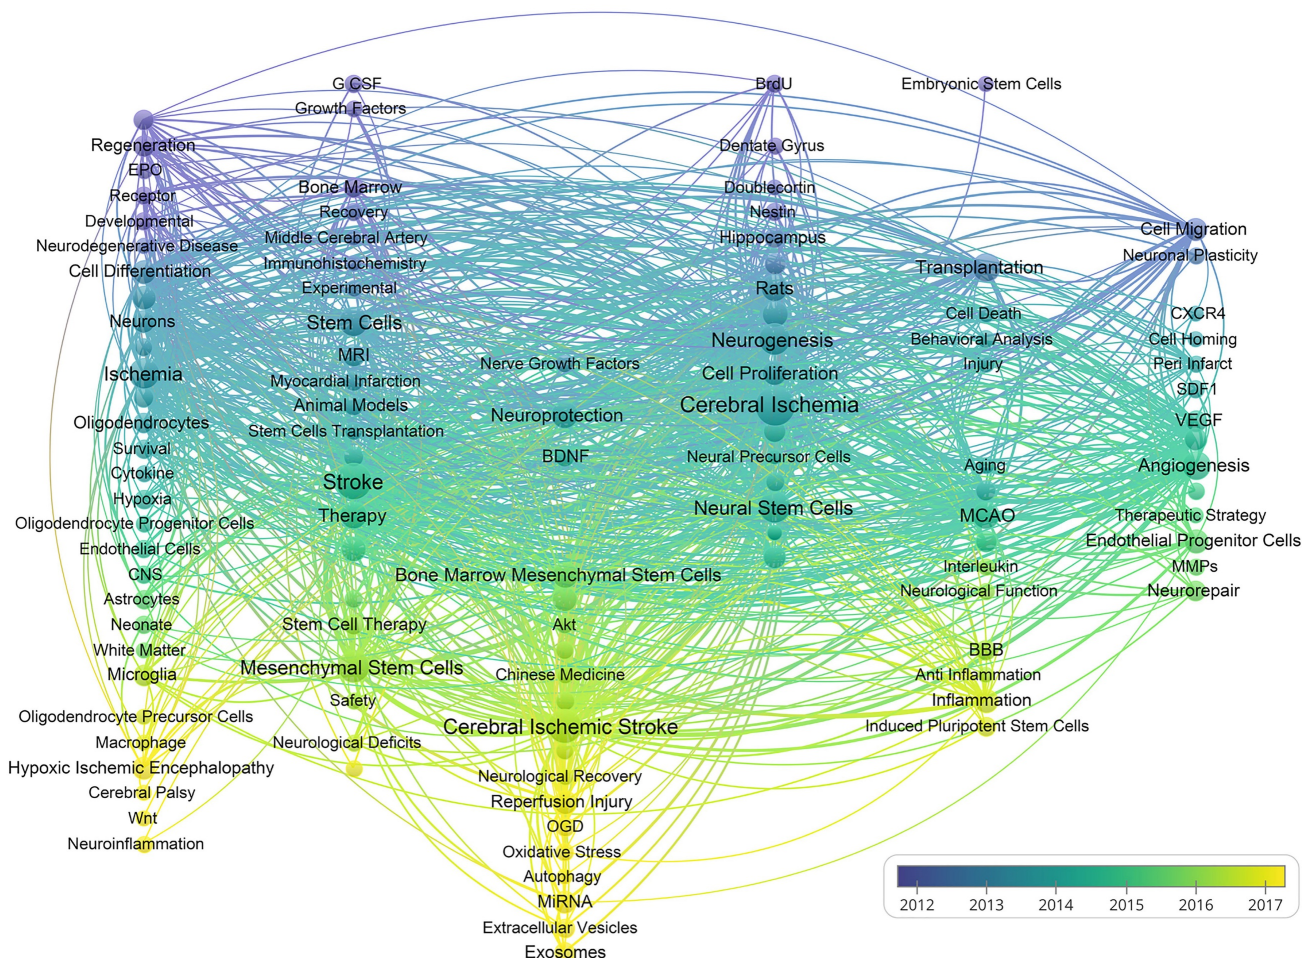 G CSF
BrdU
Embryonic Stem Cells
Growth Factors
Regeneration
Dentate Gyrus
EPO
Bone Marrow
Doublecortin
Receptor
Recovery
Nestin
Developmental
Cell Migration
Middle Cerebral Artery
Hippocampus
Neurodegenerative Disease
Neuronal Plasticity
Immunohistochemistry
Transplantation
Cell Differentiation
Experimental
Rats
Neurons
Stem Cells
Cell Death
CXCR4
Neurogenesis
Behavioral Analysis
Cell Homing
MRI
Nerve Growth Factors
Injury
Peri Infarct
Ischemia
Myocardial Infarction
Cell Proliferation
SDF1
Animal Models
Cerebral Ischemia
Oligodendrocytes
Neuroprotection
VEGF
Stem Cells Transplantation
Survival
BDNF
Neural Precursor Cells
Aging
Angiogenesis
Cytokine
Stroke
Hypoxia
Neural Stem Cells
Oligodendrocyte Progenitor Cells
Therapy
MCAO
Therapeutic Strategy
Endothelial Cells
Endothelial Progenitor Cells
CNS
Bone Marrow Mesenchymal Stem Cells
Interleukin
MMPs
Astrocytes
Neurological Function
Neurorepair
Neonate
Stem Cell Therapy
Akt
White Matter
BBB
Microglia
Mesenchymal Stem Cells
Chinese Medicine
Anti Inflammation
Safety
Inflammation
Oligodendrocyte Precursor Cells
Cerebral Ischemic Stroke
Induced Pluripotent Stem Cells
Macrophage
Neurological Deficits
Hypoxic Ischemic Encephalopathy
Neurological Recovery
Cerebral Palsy
Reperfusion Injury
Wnt
OGD
Neuroinflammation
Oxidative Stress
Autophagy
MiRNA
Extracellular Vesicles
Exosomes
2012 2013 2014 2015 2016 2017